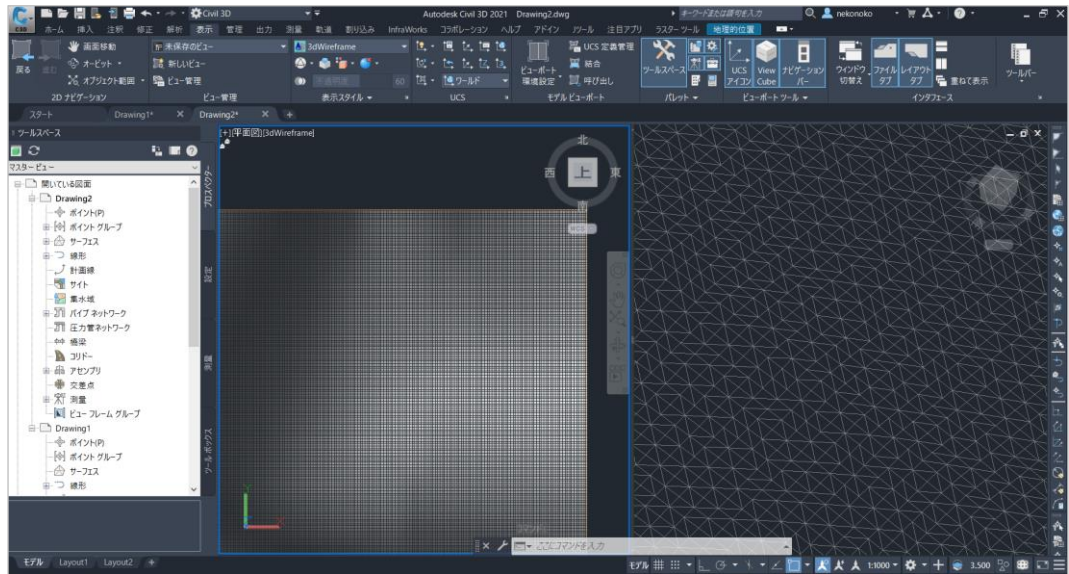 Civil 3D
Autodesk Civil 3D 2021 Drawing2.dwg
キーワードまたは語句を入力
nekonoko
C3D
ホーム 挿入 注釈 修正 解析 表示 管理 出力 測量 軌道 割り込み InfraWorks コラボレーション ヘルプ アドイン
ラスター ツール 地理的位置
戻る
画面移動
オービット
オブジェクト範囲
2D ナビゲーション
未保存のビュー
新しいビュー
ビュー管理
ビュー管理
3dWireframe
不透明度 60
表示スタイル
ワールド
UCS
ビューポート環境設定
UCS 定義管理
結合
呼び出し
モデル ビューポート
ツールスペース
パレット
UCS アイコン
View Cube
ナビゲーション バー
ビューポート ツール
ウィンドウ切替え
ファイル タブ
レイアウト タブ
重ねて表示
インタフェース
ツールバー
スタート Drawing1* Drawing2*
ツールスペース
マスター ビュー
開いている図面
Drawing2
ポイント(P)
ポイント グループ
サーフェス
線形
計画線
サイト
集水域
パイプ ネットワーク
圧力管ネットワーク
橋梁
コリドー
アセンブリ
交差点
測量
ビュー フレーム グループ
Drawing1
ポイント(P)
ポイント グループ
サーフェス
線形
プロスペクター
設定
測量
ツールボックス
[+][平面図][3dWireframe]
北
西 上 東
南
WCS
Y
X
コマンド:
ここにコマンドを入力
モデル Layout1 Layout2 +
モデル 1:1000 3.500